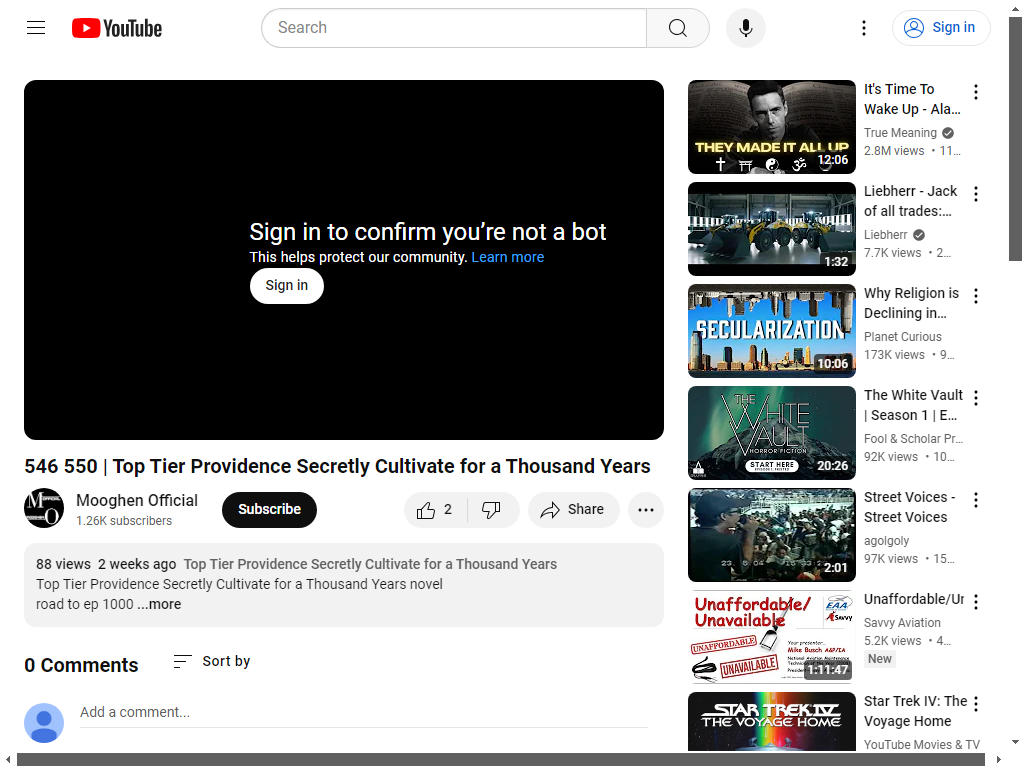 YouTube
Search
Sign in
Sign in to confirm you’re not a bot
This helps protect our community. Learn more
Sign in
546 550 | Top Tier Providence Secretly Cultivate for a Thousand Years
Mooghen Official
1.26K subscribers
Subscribe
2
Share
88 views 2 weeks ago Top Tier Providence Secretly Cultivate for a Thousand Years
Top Tier Providence Secretly Cultivate for a Thousand Years novel
road to ep 1000 ...more
0 Comments
Sort by
Add a comment...
THEY MADE IT ALL UP
12:06
It's Time To
Wake Up - Ala...
True Meaning
2.8M views • 11...
1:32
Liebherr - Jack
of all trades:...
Liebherr
7.7K views • 2...
SECULARIZATION
10:06
Why Religion is
Declining in...
Planet Curious
173K views • 9...
THE
WHITE
VAULT
HORROR FICTION
START HERE
20:26
The White Vault
| Season 1 | E...
Fool & Scholar Pr...
92K views • 10...
2:01
Street Voices -
Street Voices
agolgoly
97K views • 15...
Unaffordable/
Unavailable
EAA
SAVVY
UNAFFORDABLE
UNAVAILABLE
Your presenter...
Mike Busch A&P/IA
1:11:47
Unaffordable/Un
Savvy Aviation
5.2K views • 4...
New
STAR TREK IV
THE VOYAGE HOME
Star Trek IV: The
Voyage Home
YouTube Movies & TV